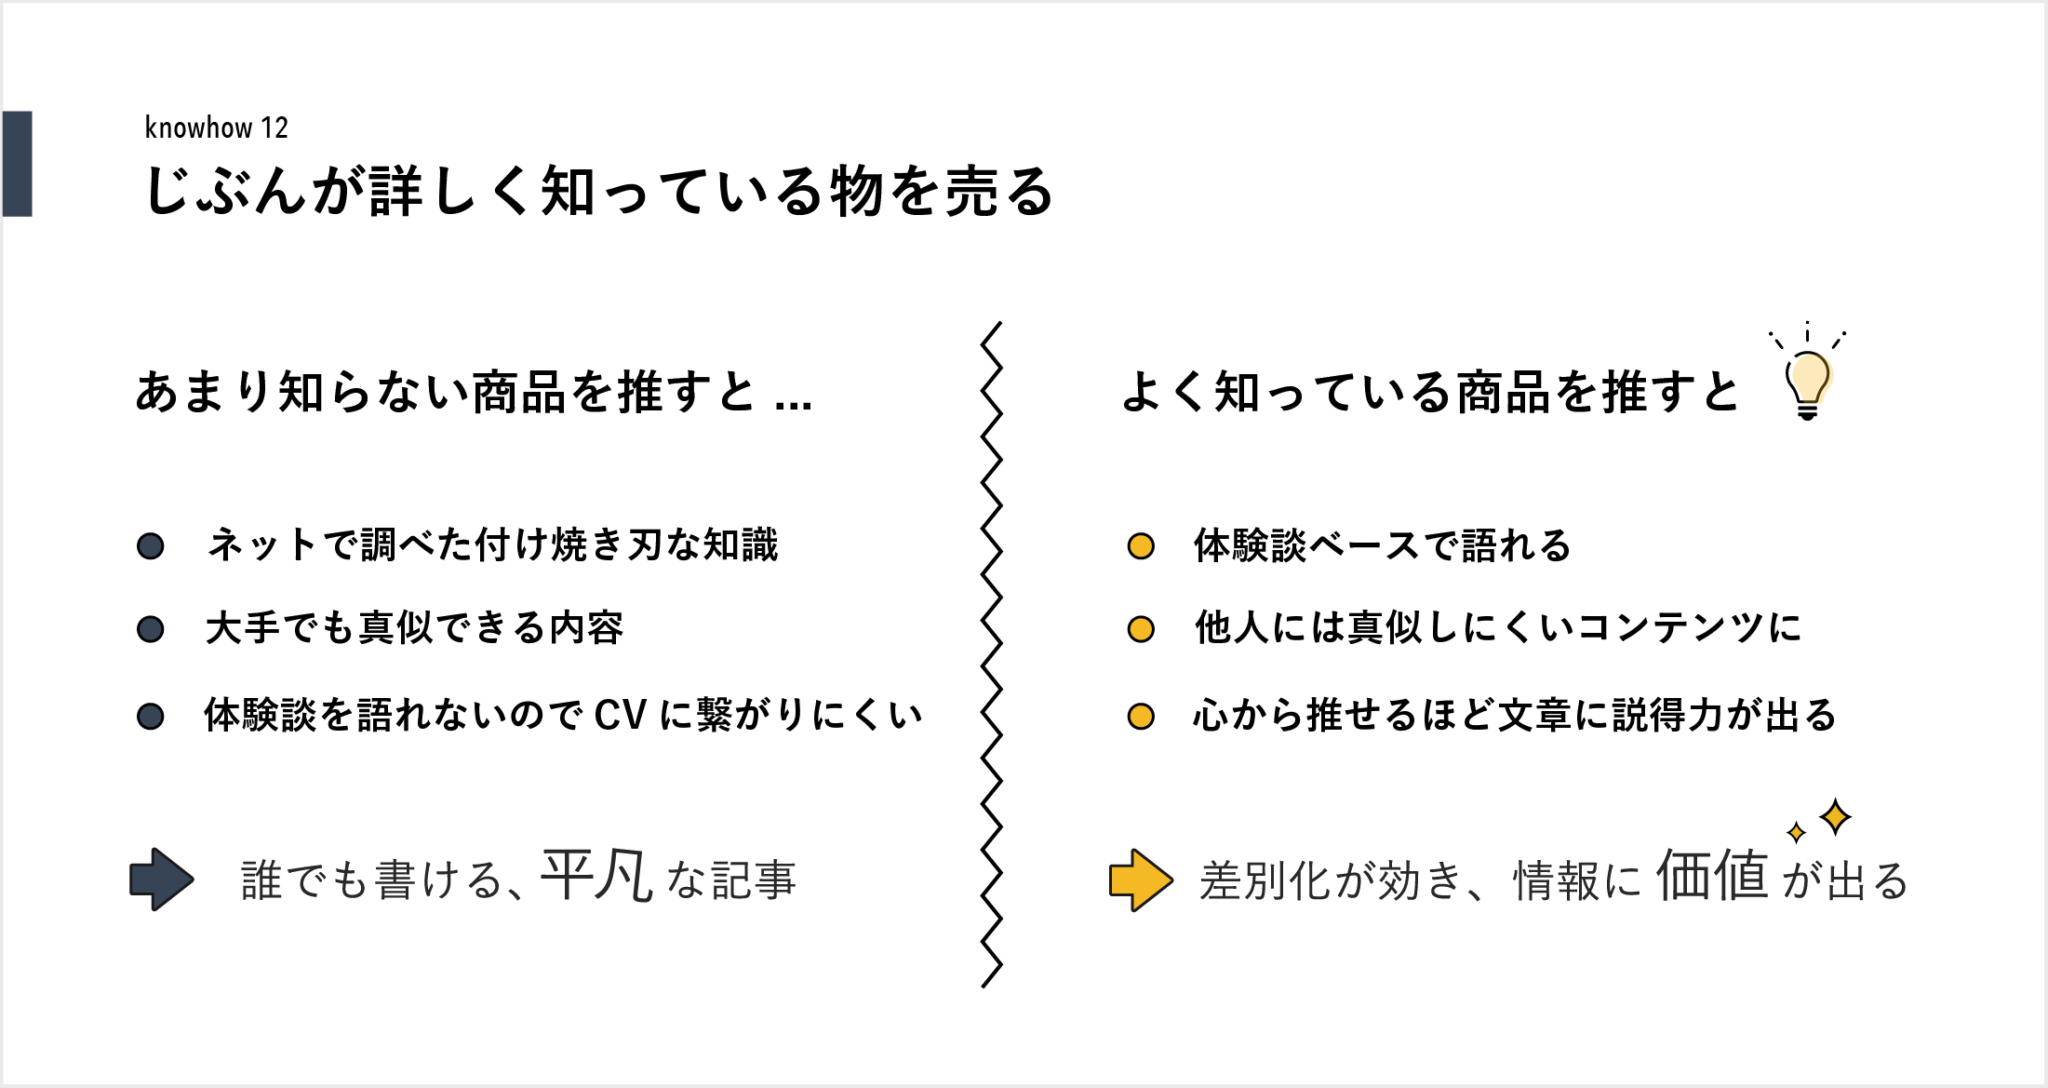 knowhow 12
じぶんが詳しく知っている物を売る
あまり知らない商品を推すと ...
ネットで調べた付け焼き刃な知識
大手でも真似できる内容
体験談を語れないので CV に繋がりにくい
誰でも書ける、平凡な記事
よく知っている商品を推すと
体験談ベースで語れる
他人には真似しにくいコンテンツに
心から推せるほど文章に説得力が出る
差別化が効き、情報に価値が出る